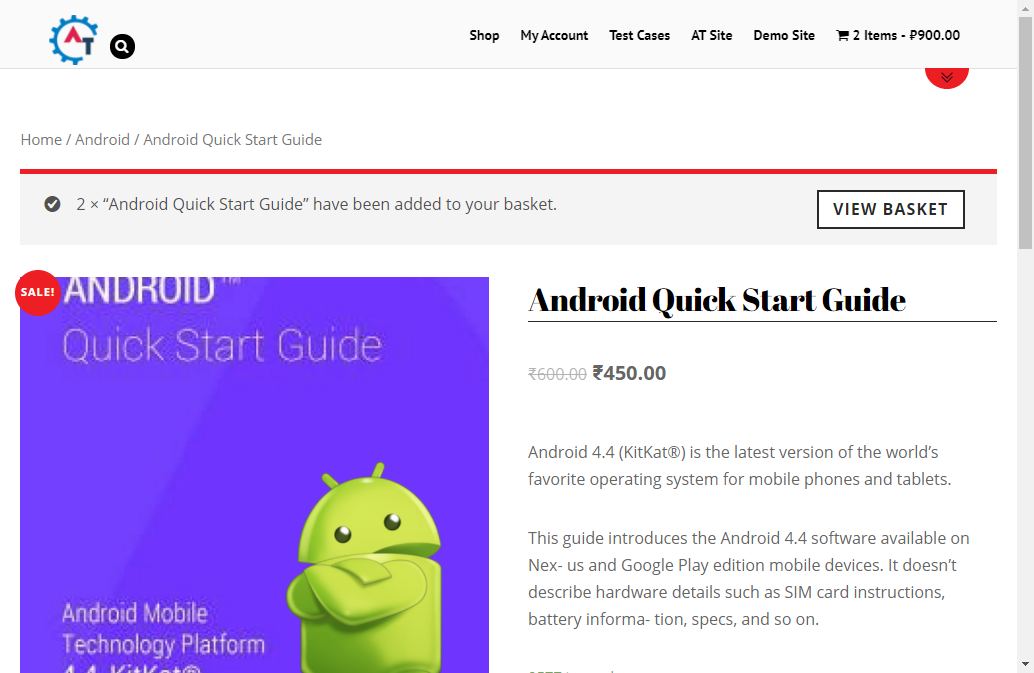 AT
Shop My Account Test Cases AT Site Demo Site 2 Items - ₽900.00
Home / Android / Android Quick Start Guide
2 × “Android Quick Start Guide” have been added to your basket.
VIEW BASKET
SALE!
ANDROID™
Quick Start Guide
Android Mobile
Technology Platform
4.4, KitKat®
Android Quick Start Guide
₹600.00 ₹450.00
Android 4.4 (KitKat®) is the latest version of the world’s
favorite operating system for mobile phones and tablets.
This guide introduces the Android 4.4 software available on
Nex- us and Google Play edition mobile devices. It doesn’t
describe hardware details such as SIM card instructions,
battery informa- tion, specs, and so on.